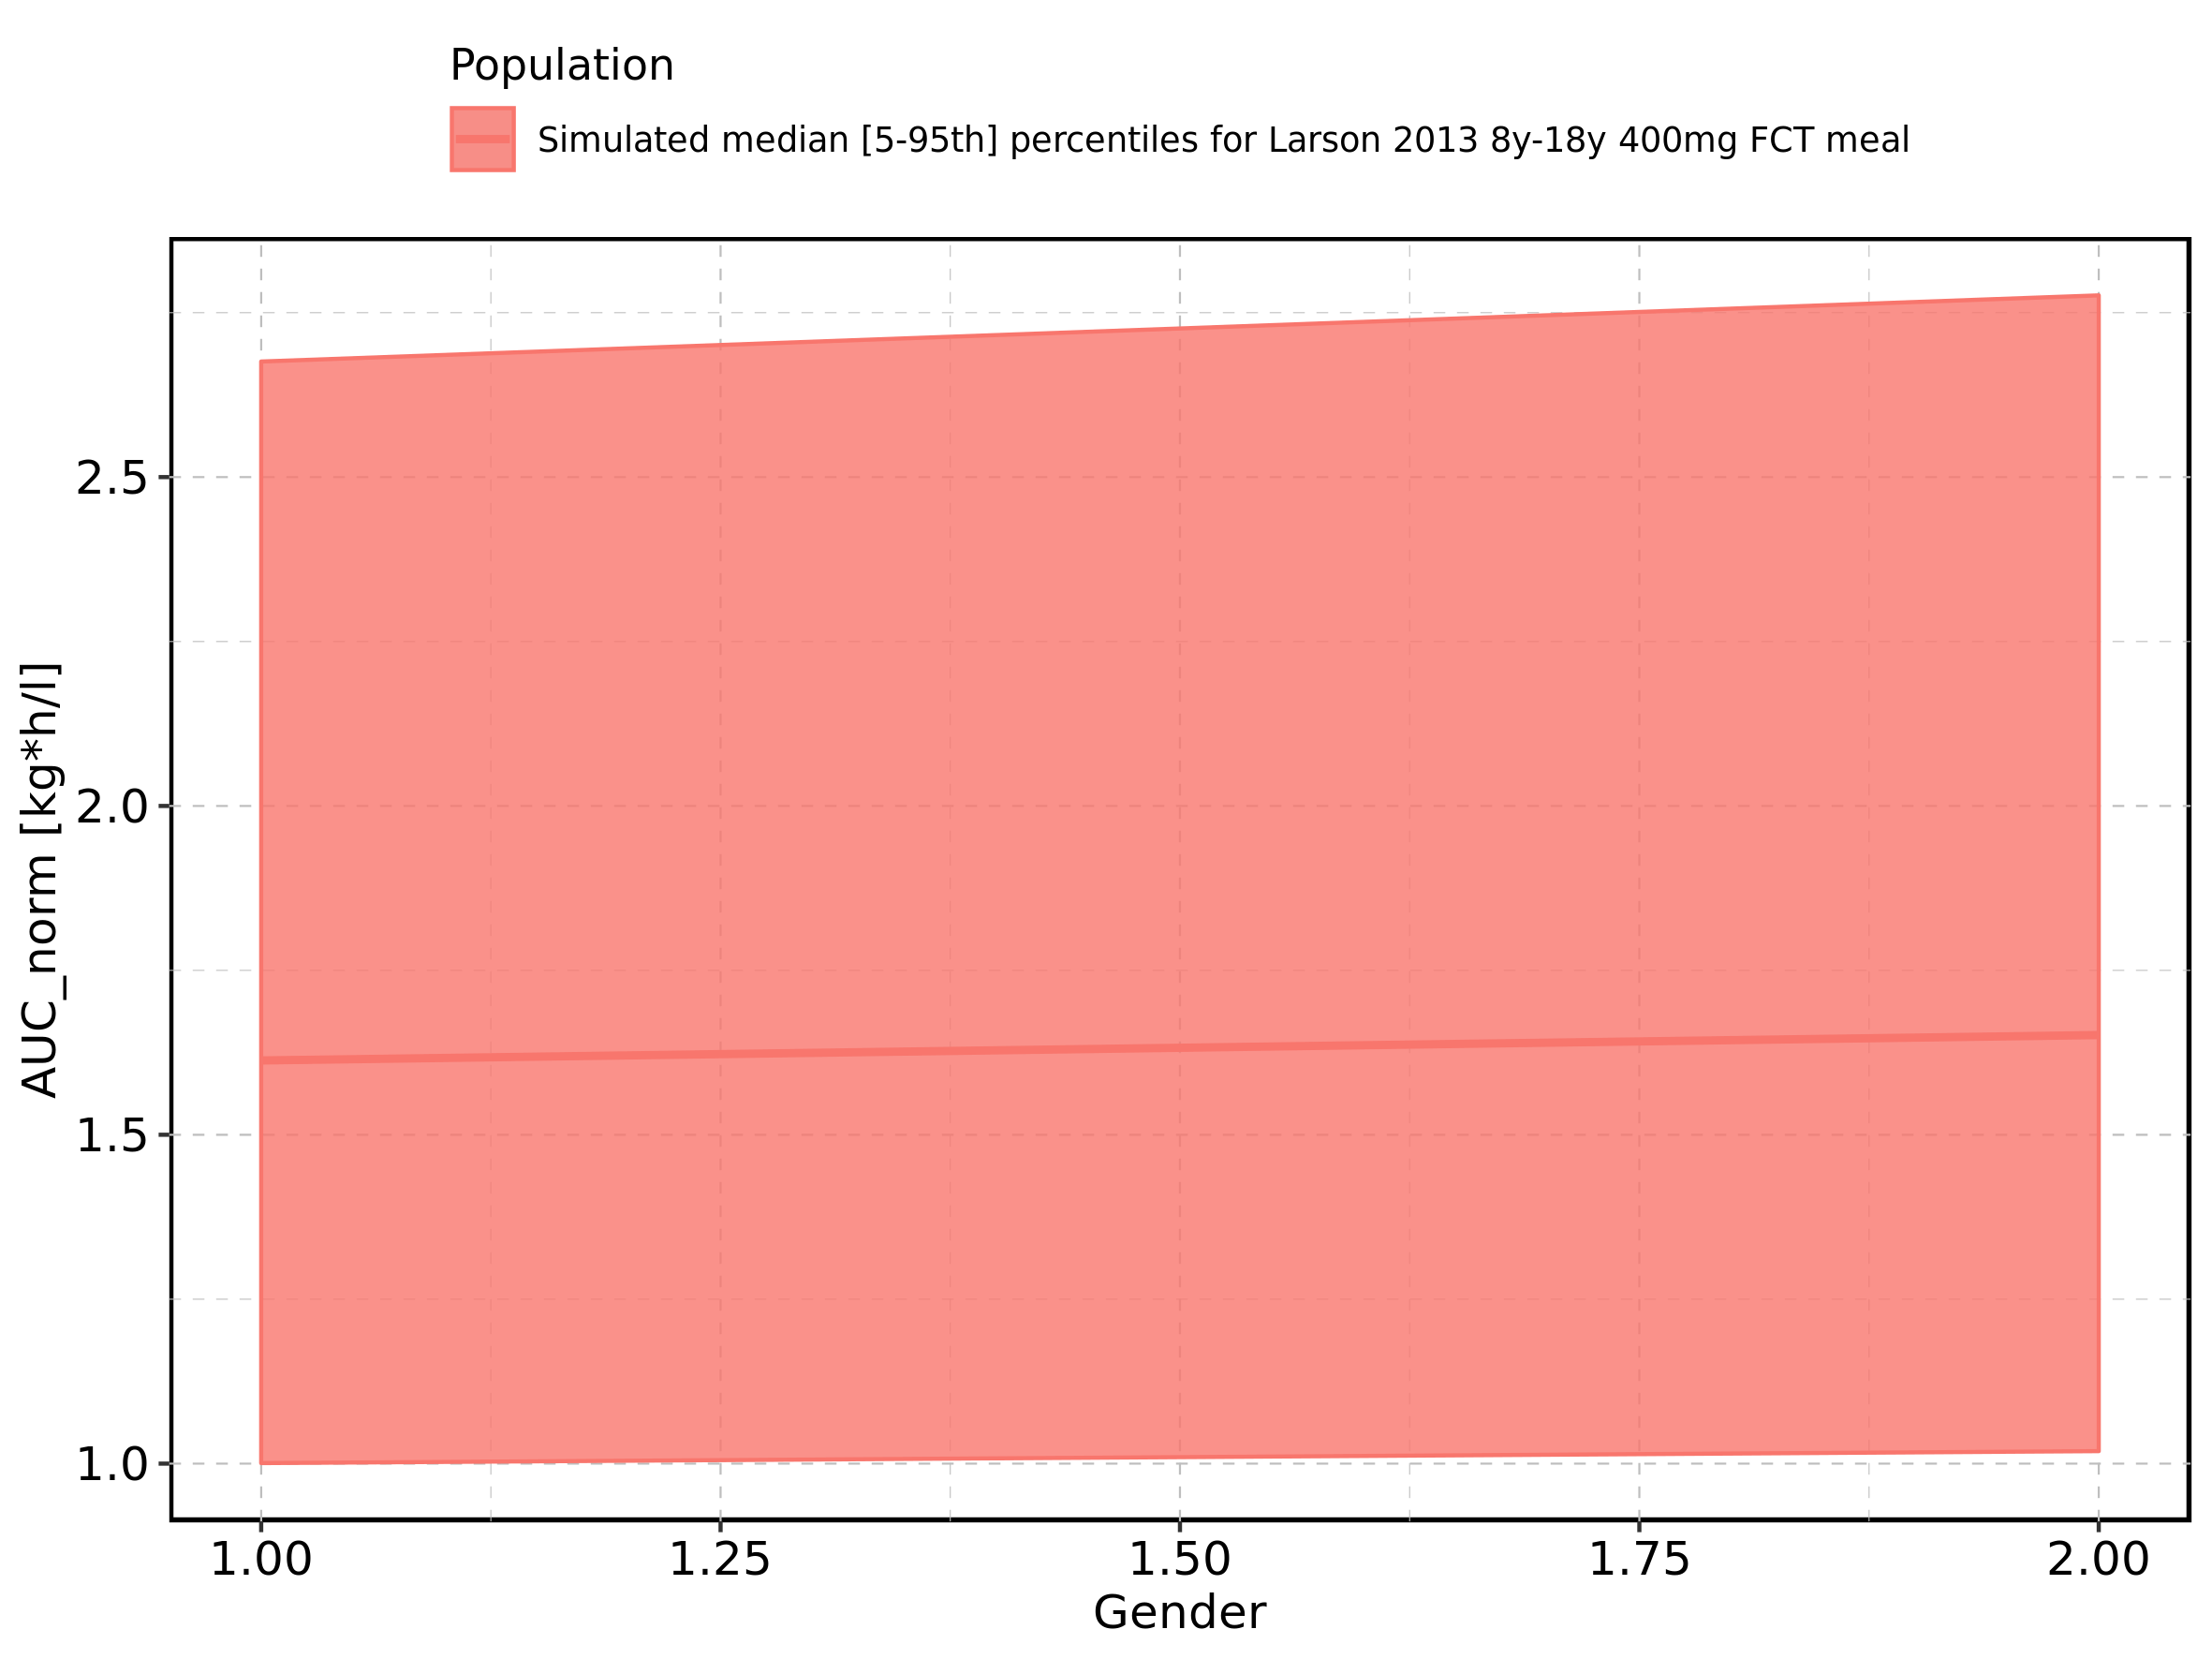 Population
Simulated median [5-95th] percentiles for Larson 2013 8y-18y 400mg FCT meal
AUC_norm [kg*h/l]
2.5
2.0
1.5
1.0
1.00 1.25 1.50 1.75 2.00
Gender